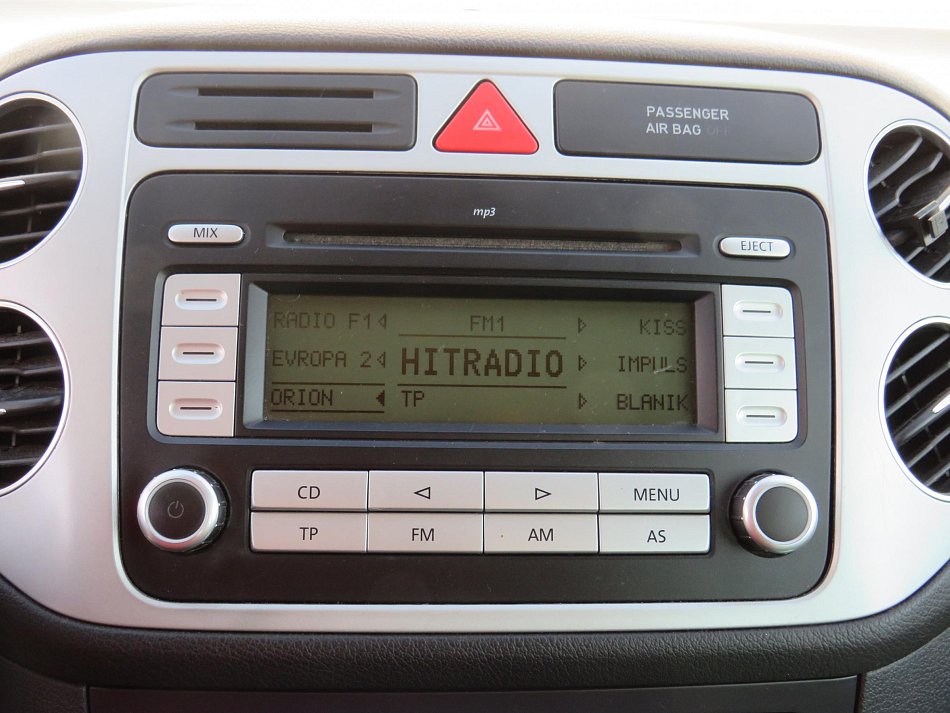 PASSENGER
AIR BAG OFF
mp3
MIX
EJECT
RADIO F1 FM1 KISS
EVROPA 2 HITRADIO IMPULS
ORION TP BLANIK
CD MENU
TP FM AM AS